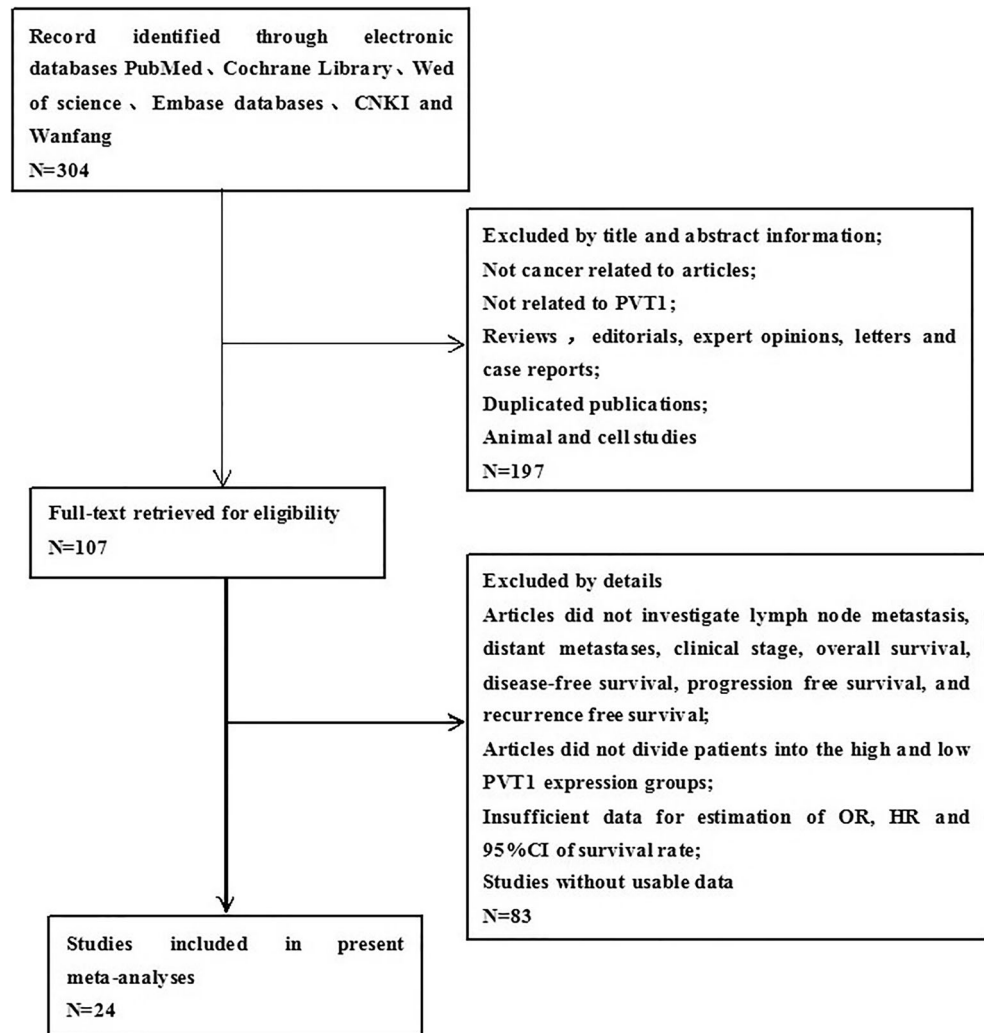 Record identified through electronic
databases PubMed、Cochrane Library、Wed
of science 、 Embase databases 、 CNKI and
Wanfang
N=304
Excluded by title and abstract information;
Not cancer related to articles;
Not related to PVT1;
Reviews ， editorials, expert opinions, letters and
case reports;
Duplicated publications;
Animal and cell studies
N=197
Full-text retrieved for eligibility
N=107
Excluded by details
Articles did not investigate lymph node metastasis,
distant metastases, clinical stage, overall survival,
disease-free survival, progression free survival, and
recurrence free survival;
Articles did not divide patients into the high and low
PVT1 expression groups;
Insufficient data for estimation of OR, HR and
95%CI of survival rate;
Studies without usable data
N=83
Studies included in present
meta-analyses
N=24